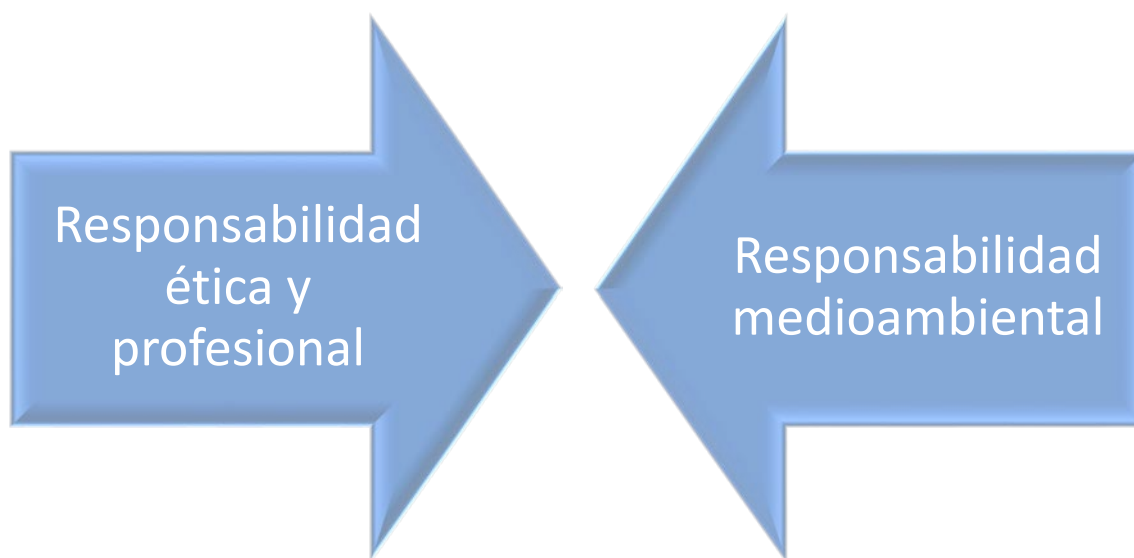 Responsabilidad
ética y
profesional
Responsabilidad
medioambiental